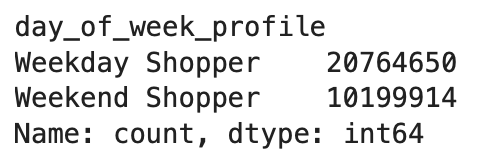 day_of_week_profile
Weekday Shopper    20764650
Weekend Shopper    10199914
Name: count, dtype: int64